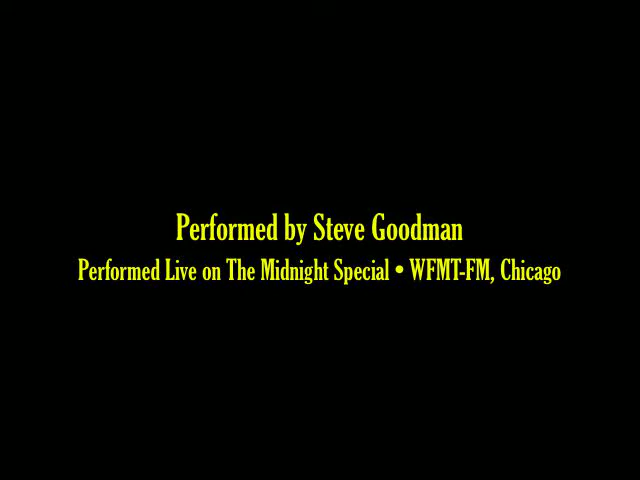 Performed by Steve Goodman
Performed Live on The Midnight Special • WFMT-FM, Chicago